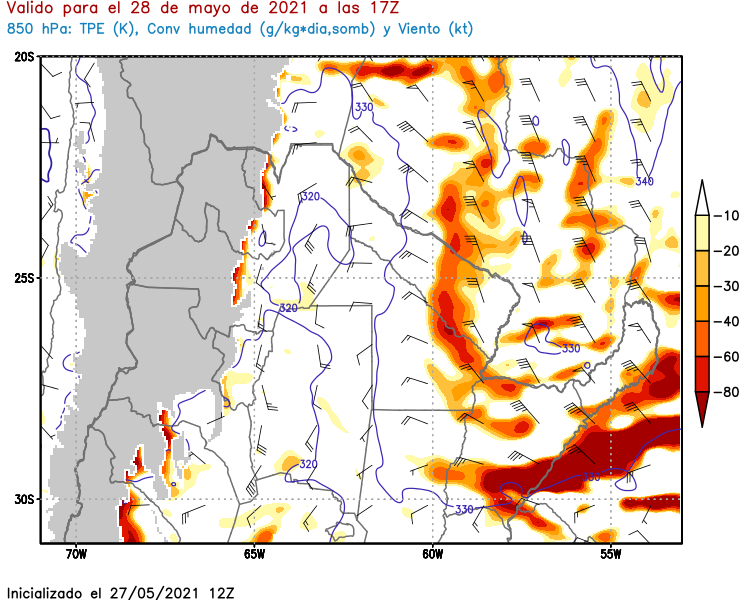 Valido para el 28 de mayo de 2021 a las 17Z
850 hPa: TPE (K), Conv humedad (g/kg*dia,somb) y Viento (kt)
20S
330
340
-10
320
-20
25S
-30
320
-40
330
-60
-80
320
330
30S
330
70W 65W 60W 55W
Inicializado el 27/05/2021 12Z